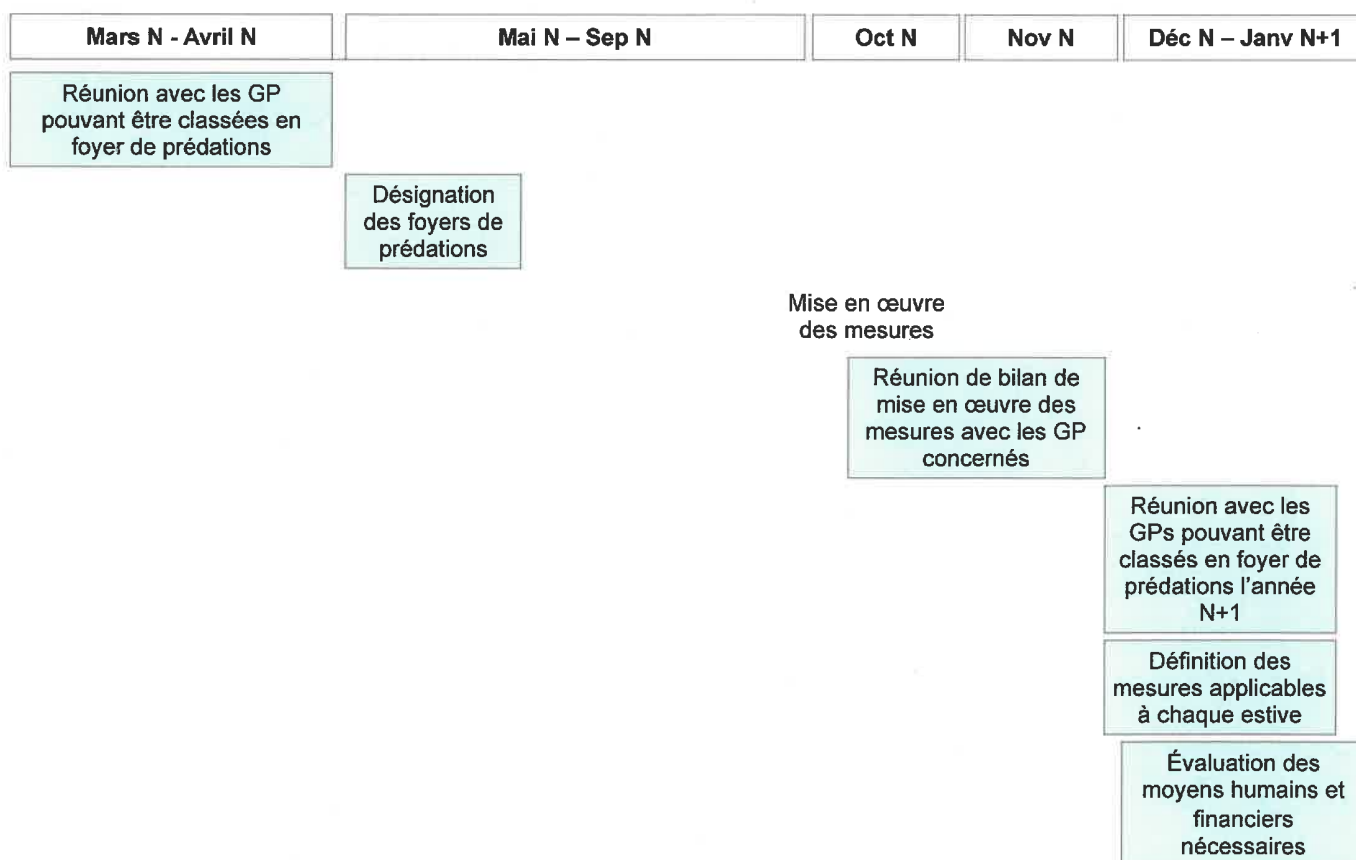 Mars N - Avril N
Mai N – Sep N
Oct N
Nov N
Déc N – Janv N+1
Réunion avec les GP
pouvant être classées en
foyer de prédations
Désignation
des foyers de
prédations
Mise en œuvre
des mesures
Réunion de bilan de
mise en œuvre des
mesures avec les GP
concernés
Réunion avec les
GPs pouvant être
classés en foyer de
prédations l'année
N+1
Définition des
mesures applicables
à chaque estive
Évaluation des
moyens humains et
financiers
nécessaires